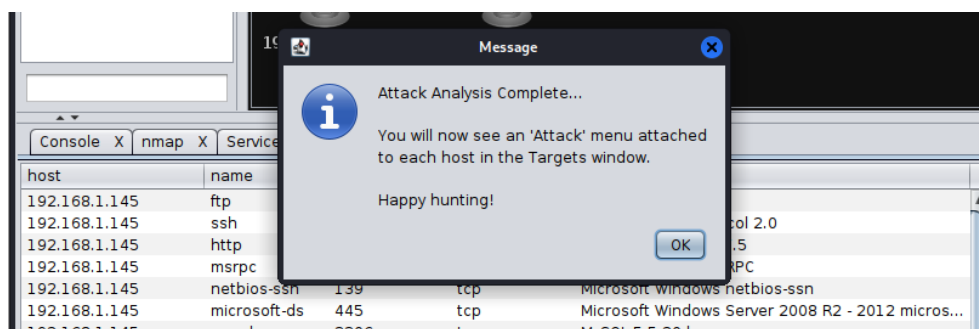 19
Message
Attack Analysis Complete...
You will now see an 'Attack' menu attached
to each host in the Targets window.
Happy hunting!
OK
Console X nmap X Service
host name
192.168.1.145 ftp
192.168.1.145 ssh col 2.0
192.168.1.145 http .5
192.168.1.145 msrpc RPC
192.168.1.145 netbios-ssn 139 tcp Microsoft Windows netbios-ssn
192.168.1.145 microsoft-ds 445 tcp Microsoft Windows Server 2008 R2 - 2012 micros...